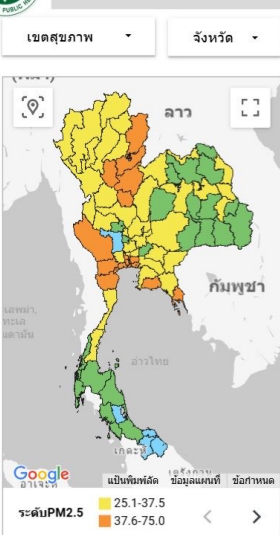 PUBLIC HE
เขตสุขภาพ
จังหวัด
ลาว
กัมพูชา
อ่าวไทย
Google
แป้นพิมพ์ลัด ข้อมูลแผนที่ ข้อกำหนด
ระดับPM2.5
25.1-37.5
37.6-75.0